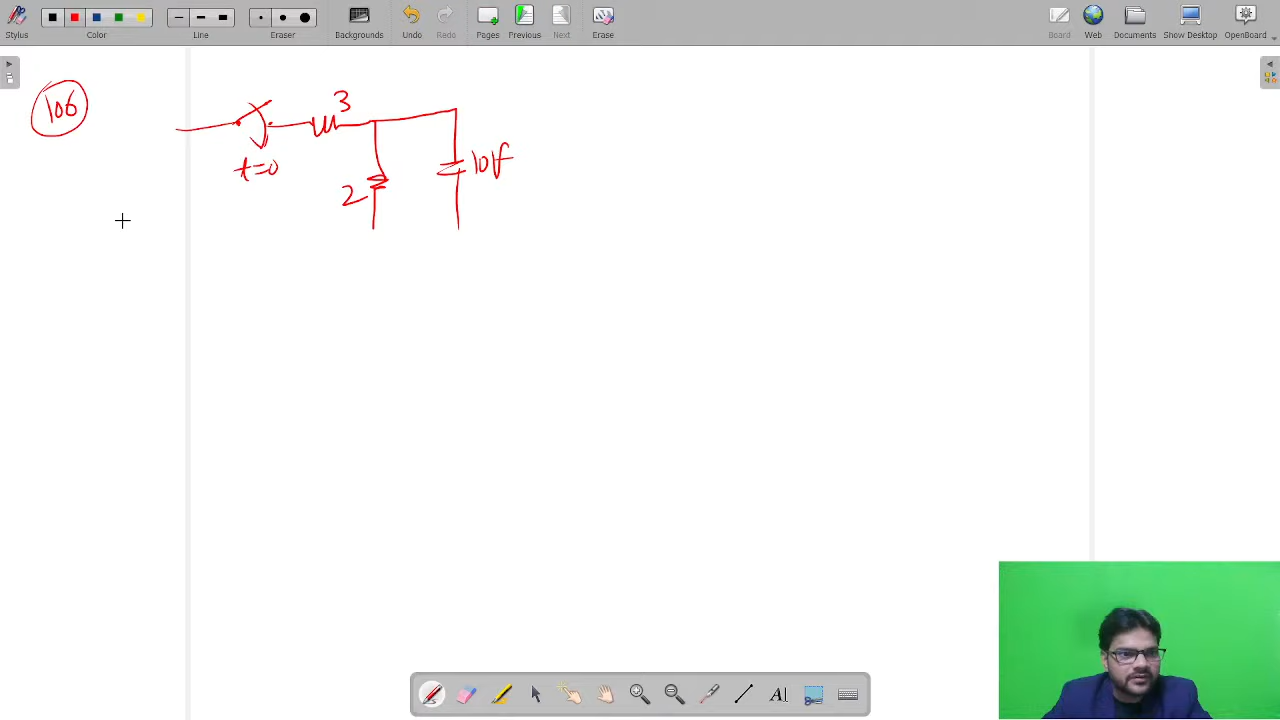 Stylus
Color
Line
Eraser
Backgrounds
Undo
Redo
Pages
Previous
Next
Erase
Board
Web
Documents
Show Desktop
OpenBoard
106
3
t=0
2
10F
AI